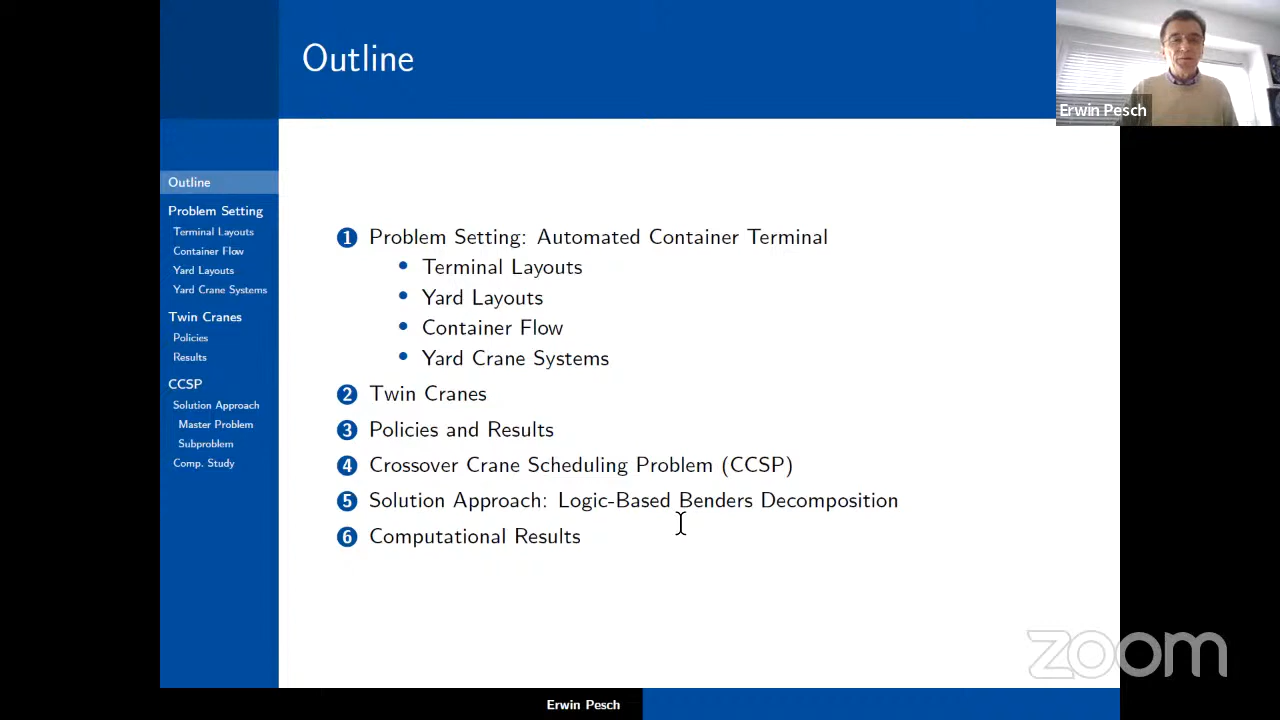 Outline
Erwin Pesch
Outline
Problem Setting
Terminal Layouts
Container Flow
Yard Layouts
Yard Crane Systems
Twin Cranes
Policies
Results
CCSP
Solution Approach
Master Problem
Subproblem
Comp. Study
1 Problem Setting: Automated Container Terminal
• Terminal Layouts
• Yard Layouts
• Container Flow
• Yard Crane Systems
2 Twin Cranes
3 Policies and Results
4 Crossover Crane Scheduling Problem (CCSP)
5 Solution Approach: Logic-Based Benders Decomposition
6 Computational Results
zoom
Erwin Pesch